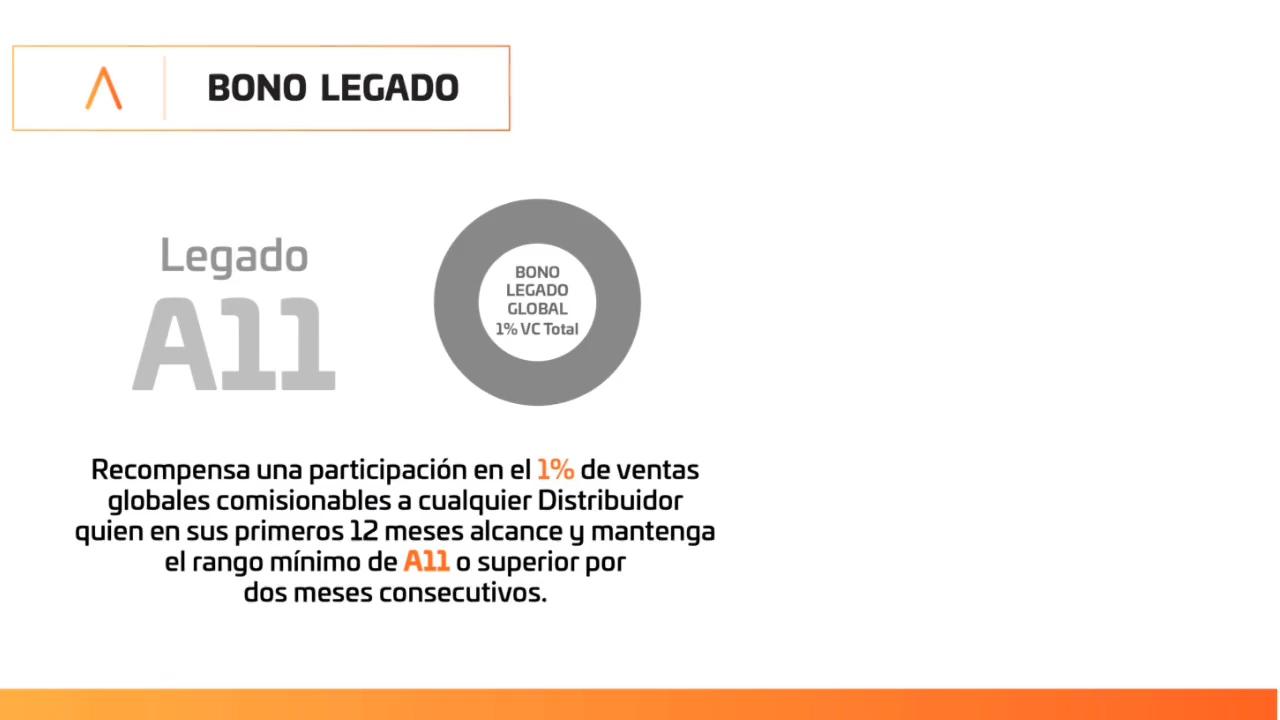 BONO LEGADO
Legado
A11
BONO
LEGADO
GLOBAL
1% VC Total
Recompensa una participación en el 1% de ventas
globales comisionables a cualquier Distribuidor
quien en sus primeros 12 meses alcance y mantenga
el rango mínimo de A11 o superior por
dos meses consecutivos.